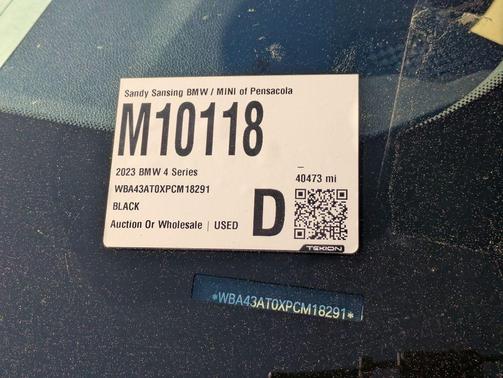 Sandy Sansing BMW / MINI of Pensacola
M10118
2023 BMW 4 Series
40473 mi
WBA43AT0XPCM18291
BLACK
Auction Or Wholesale | USED
D
TEKION
*WBA43AT0XPCM18291*